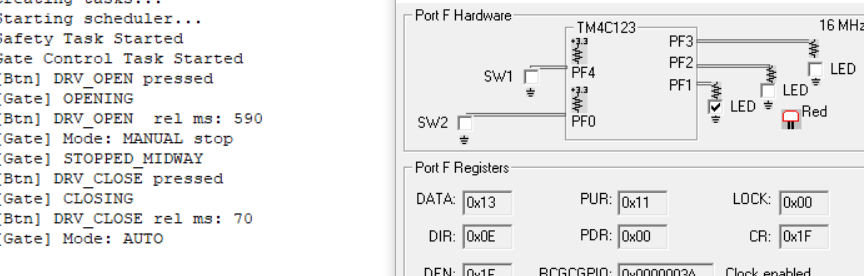 Creating tasks...
Starting scheduler...
Safety Task Started
Gate Control Task Started
[Btn] DRV_OPEN pressed
[Gate] OPENING
[Btn] DRV_OPEN  rel ms: 590
[Gate] Mode: MANUAL stop
[Gate] STOPPED_MIDWAY
[Btn] DRV_CLOSE pressed
[Gate] CLOSING
[Btn] DRV_CLOSE rel ms: 70
[Gate] Mode: AUTO
Port F Hardware
TM4C123
16 MHz
+3.3
PF3
SW1
PF4
PF2
LED
+3.3
PF1
LED
SW2
PF0
LED
Red
Port F Registers
DATA: 0x13 PUR: 0x11 LOCK: 0x00
DIR: 0x0E PDR: 0x00 CR: 0x1F
DEN: 0x1F RCGCGPIO: 0x0000003A Clock enabled